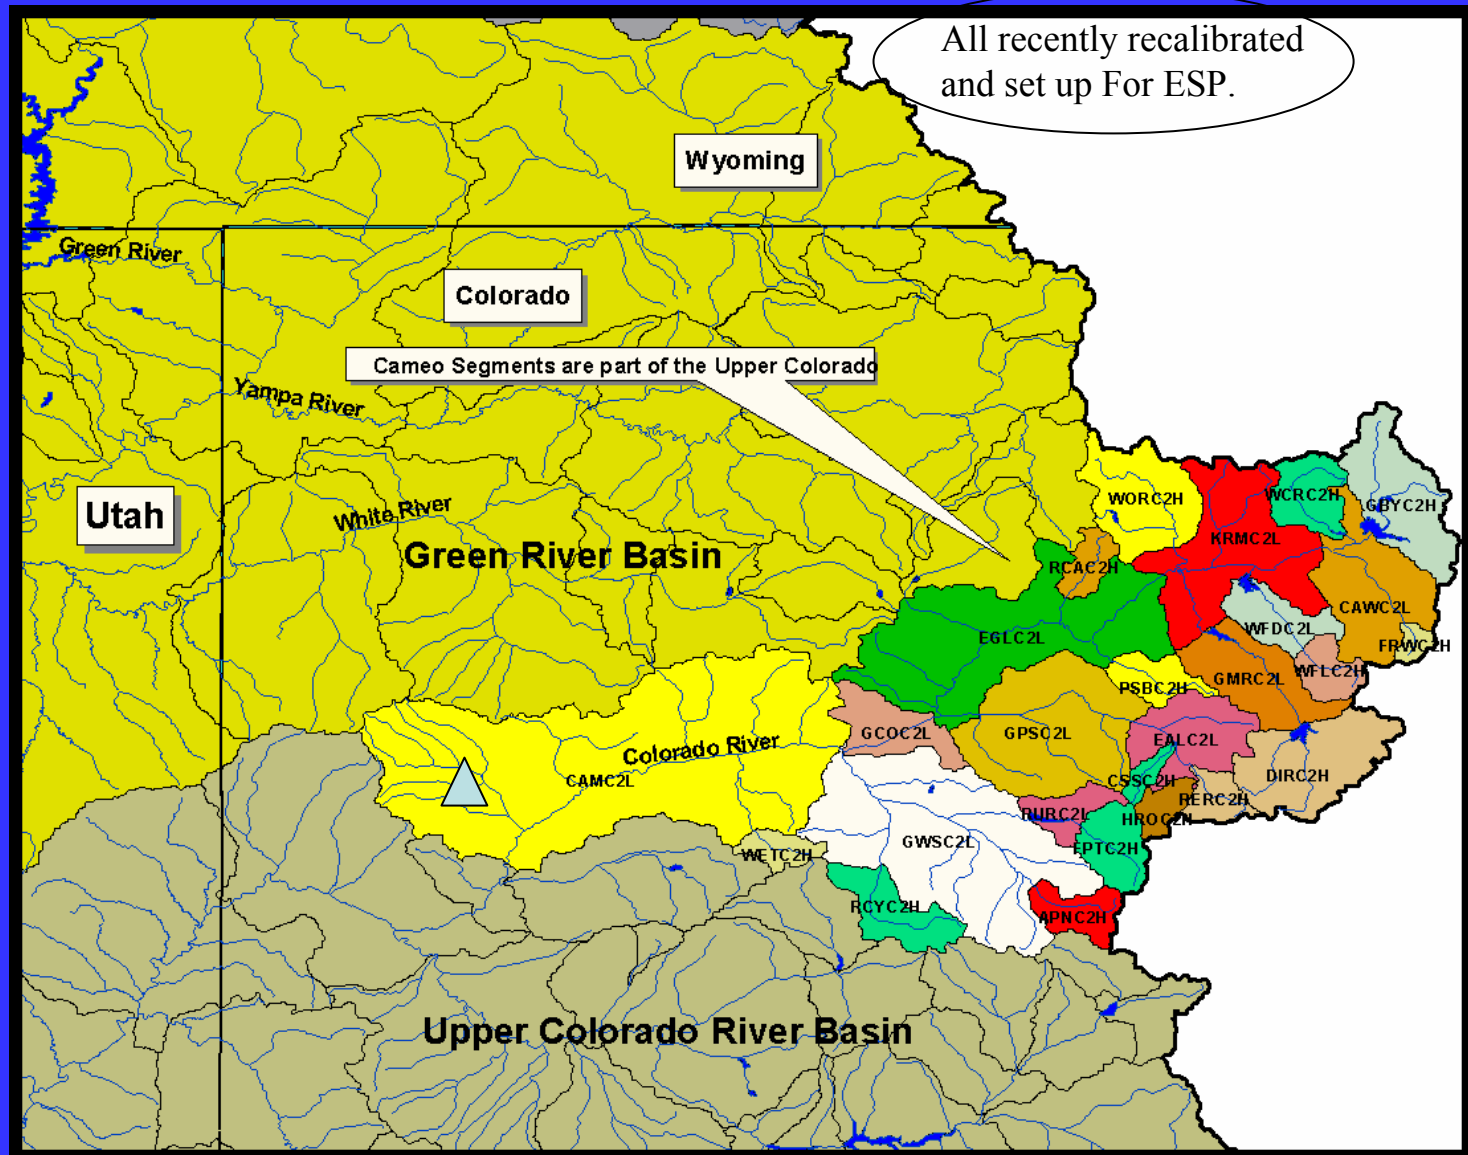 All recently recalibrated
and set up For ESP.
Wyoming
Green River
Colorado
Cameo Segments are part of the Upper Colorado
Yampa River
Utah
White River
Green River Basin
WORC2H
WCRC2H
GBYC2H
KRMC2L
RCAC2H
CAWC2L
EGLC2L
WFDC2L
FRWC2H
WFLC2H
GMRC2L
PSBC2H
GCOC2L
GPSC2L
EALC2L
Colorado River
CAMC2L
CSSC2H
DIRC2H
RERC2H
RURC2L
HROC2H
GWSC2L
FPTC2H
WETC2H
RCYC2H
APNC2H
Upper Colorado River Basin